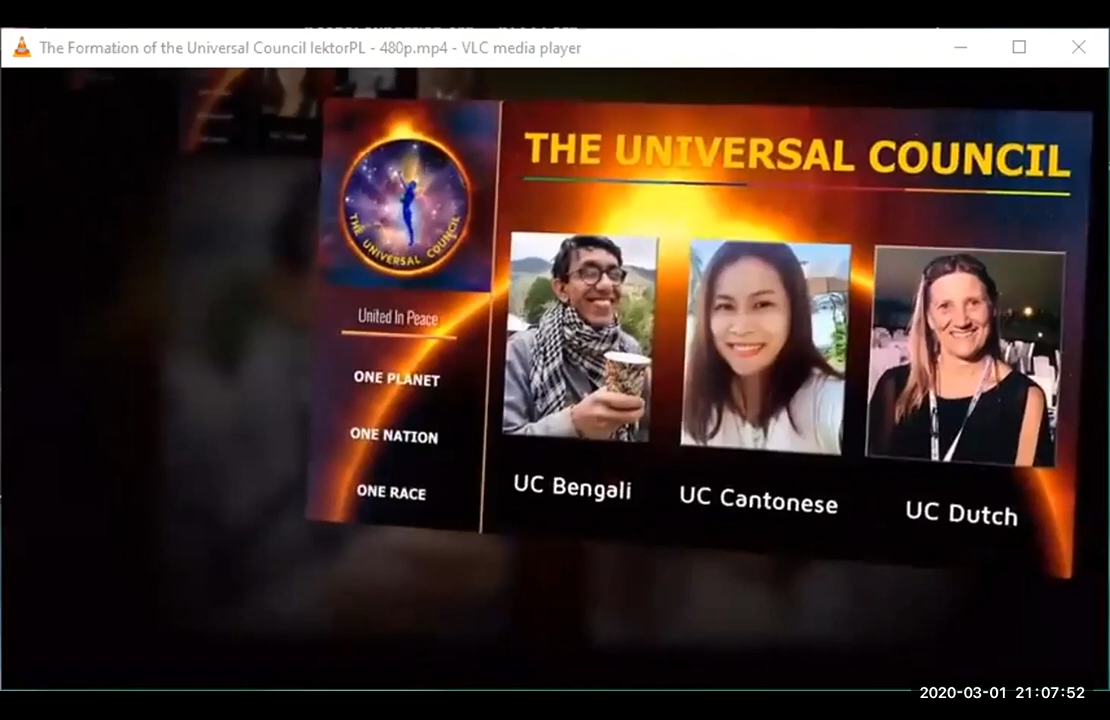 The Formation of the Universal Council lektorPL - 480p.mp4 - VLC media player
THE UNIVERSAL COUNCIL
THE UNIVERSAL COUNCIL
United In Peace
ONE PLANET
ONE NATION
ONE RACE
UC Bengali
UC Cantonese
UC Dutch
2020-03-01 21:07:52